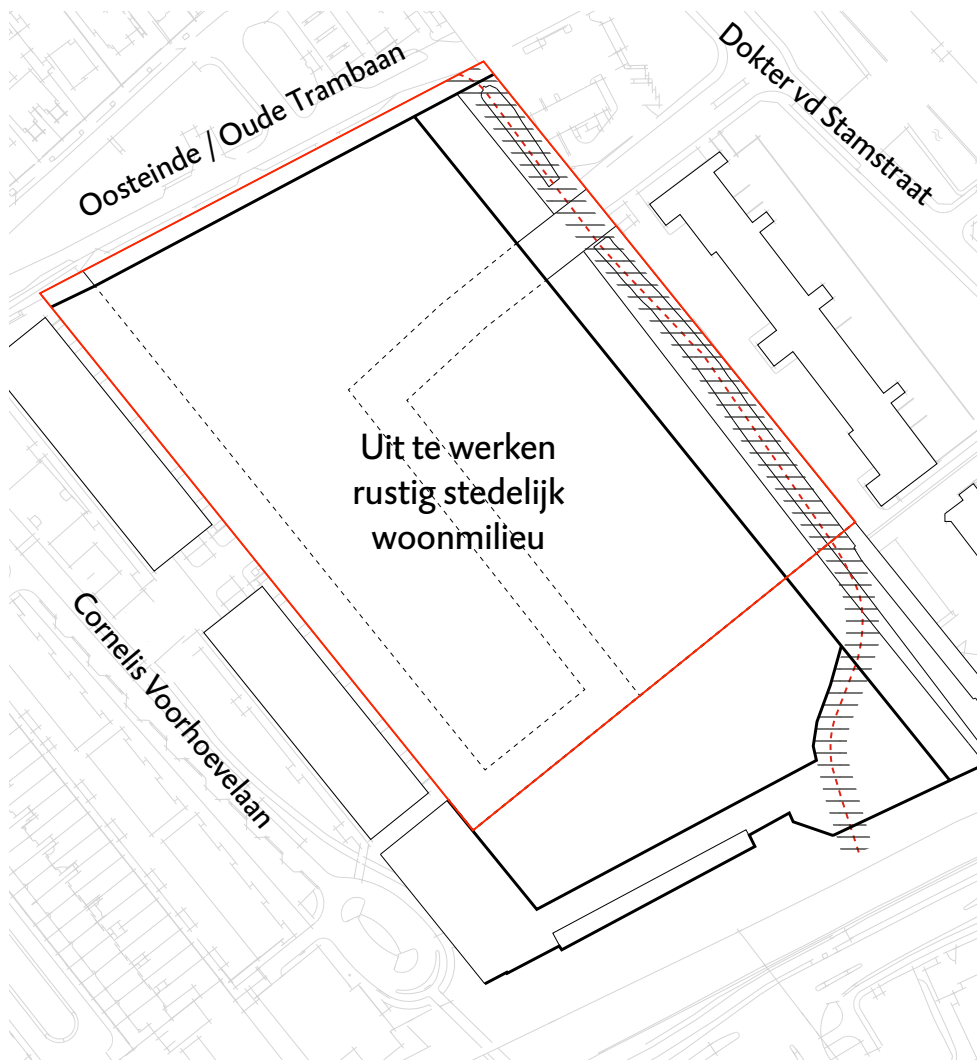 Oosteinde / Oude Trambaan
Dokter vd Stamstraat
Uit te werken
rustig stedelijk
woonmilieu
Cornelis Voorhoevelaan